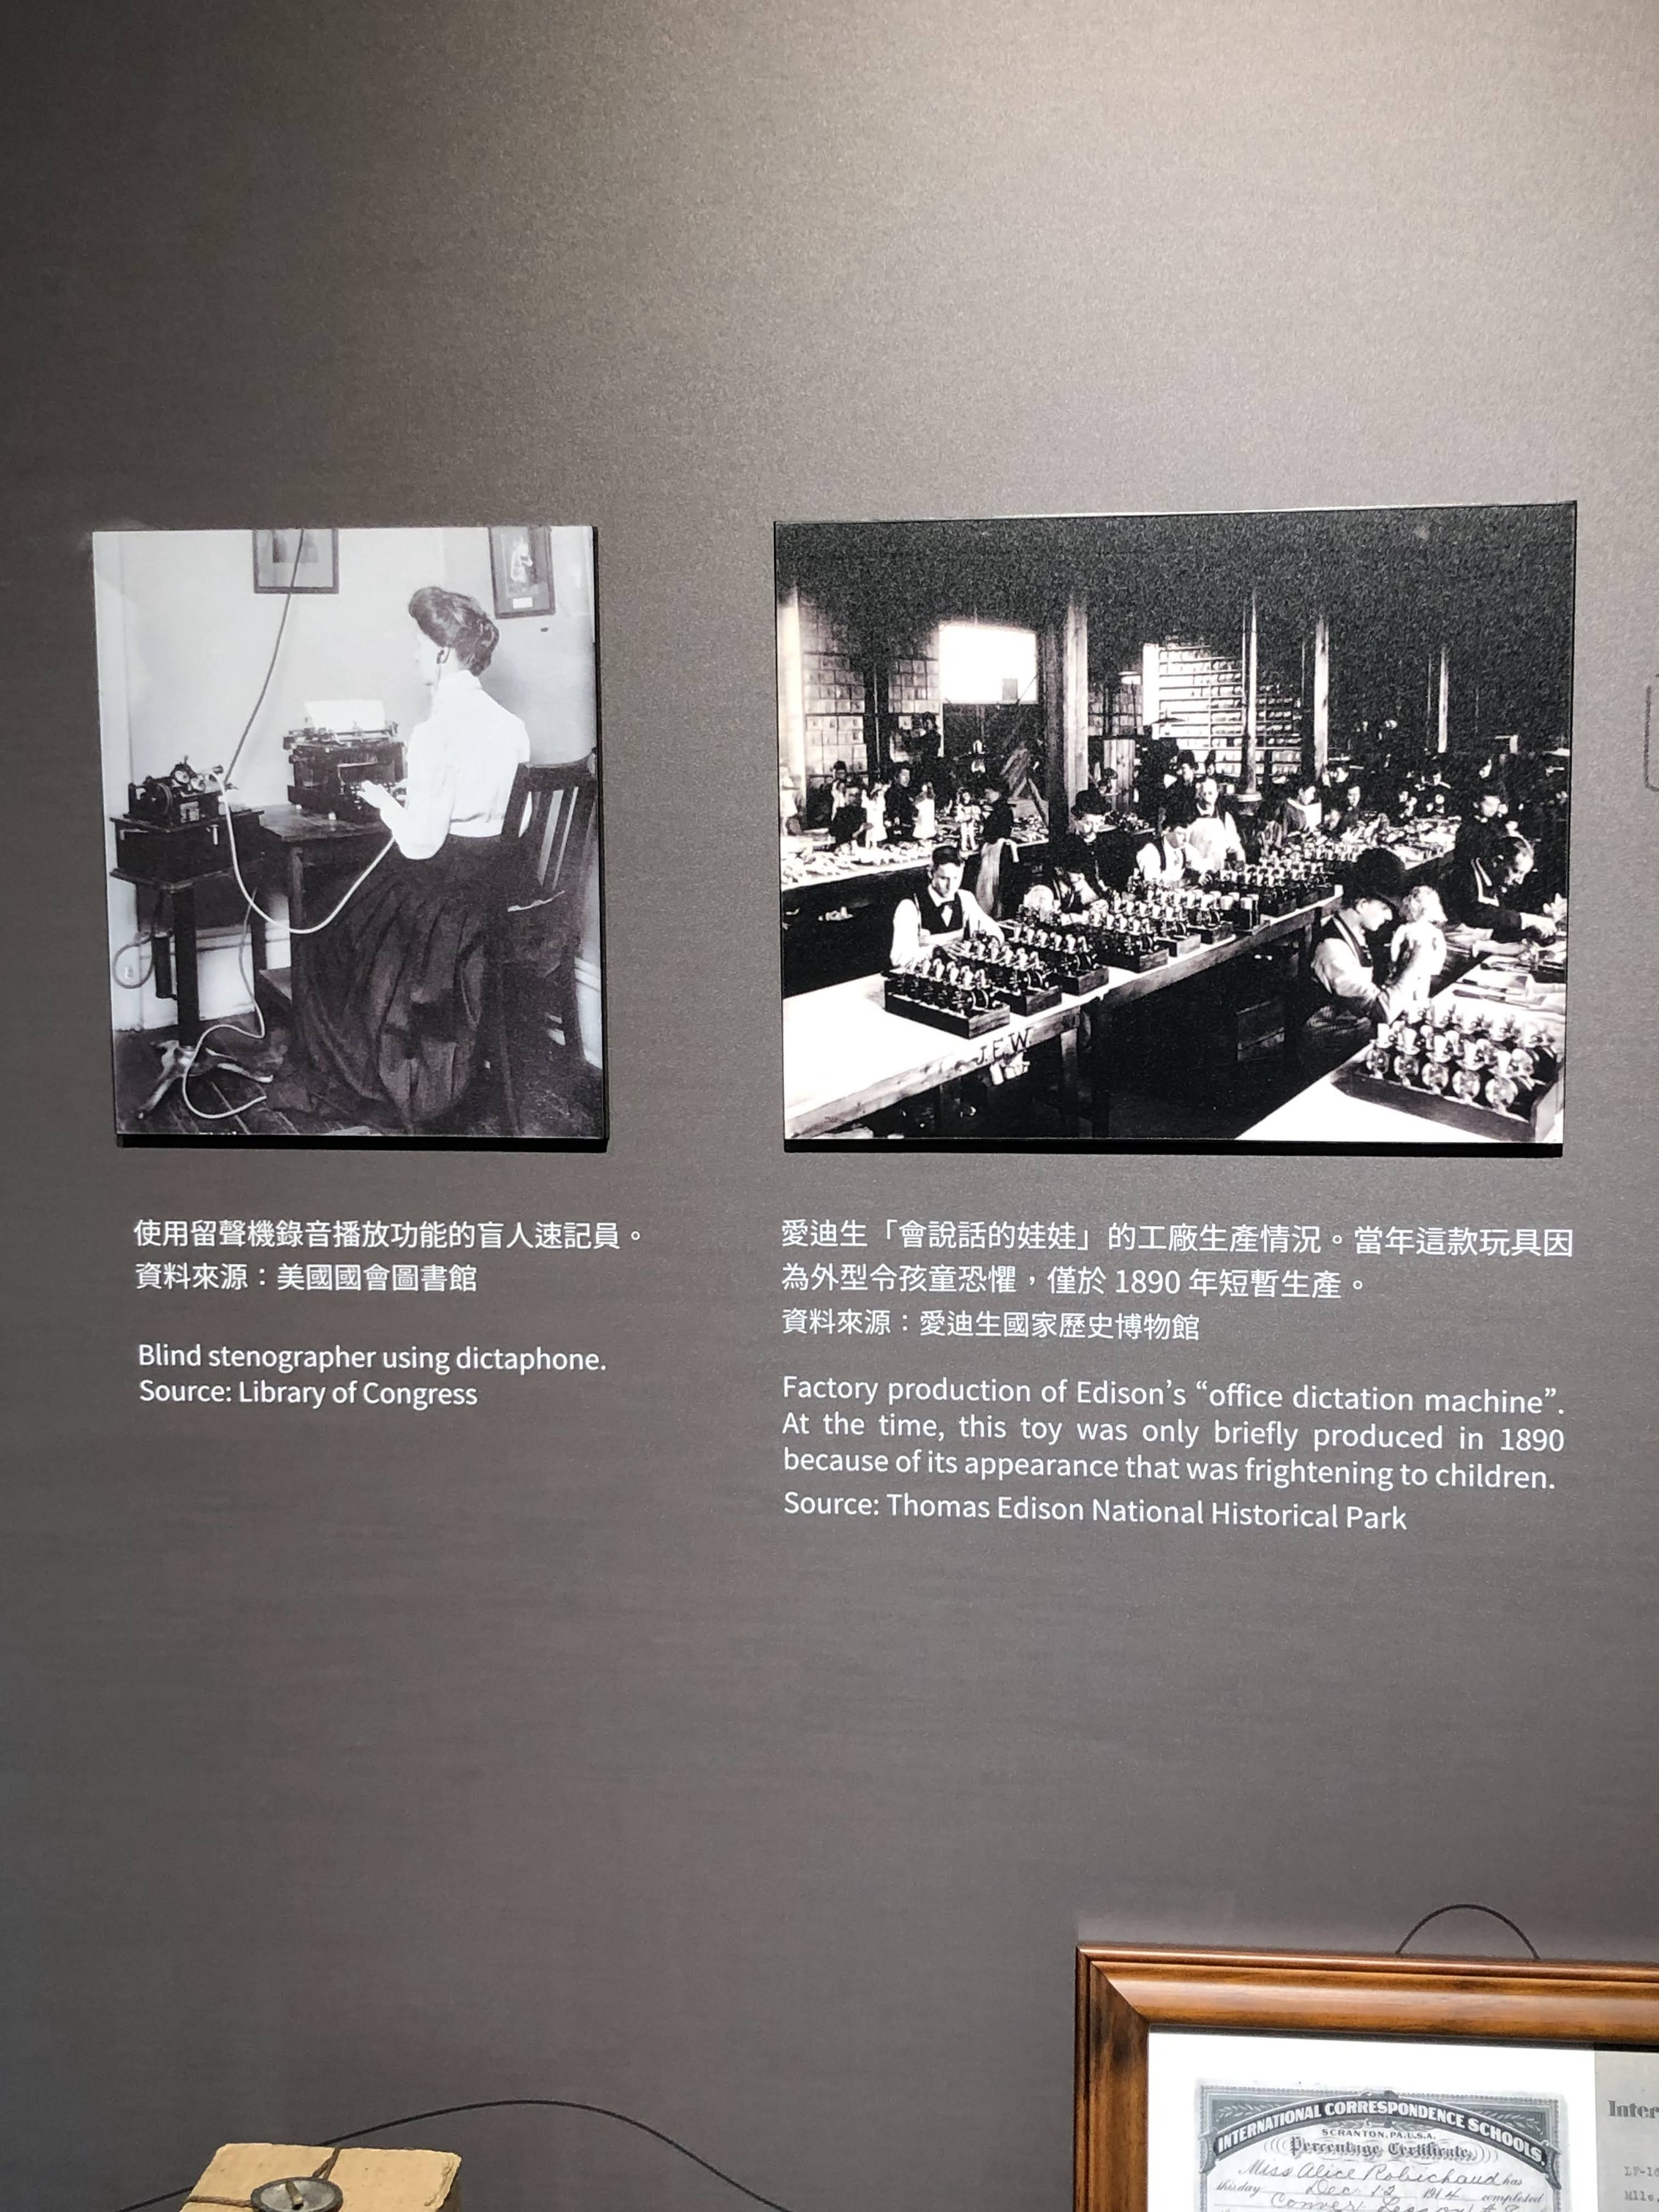 使用留聲機錄音播放功能的盲人速記員。
資料來源：美國國會圖書館
Blind stenographer using dictaphone.
Source: Library of Congress
J.F.W.
愛迪生「會說話的娃娃」的工廠生產情況。當年這款玩具因
為外型令孩童恐懼，僅於 1890 年短暫生產。
資料來源：愛迪生國家歷史博物館
Factory production of Edison’s “office dictation machine”.
At the time, this toy was only briefly produced in 1890
because of its appearance that was frightening to children.
Source: Thomas Edison National Historical Park
INTERNATIONAL CORRESPONDENCE SCHOOLS.
SCRANTON, PA. U.S.A.
Percentage Certificate
Miss Alice Robichaud has
this day Dec. 12 1914 completed
Inter
LF-16
Mlle.